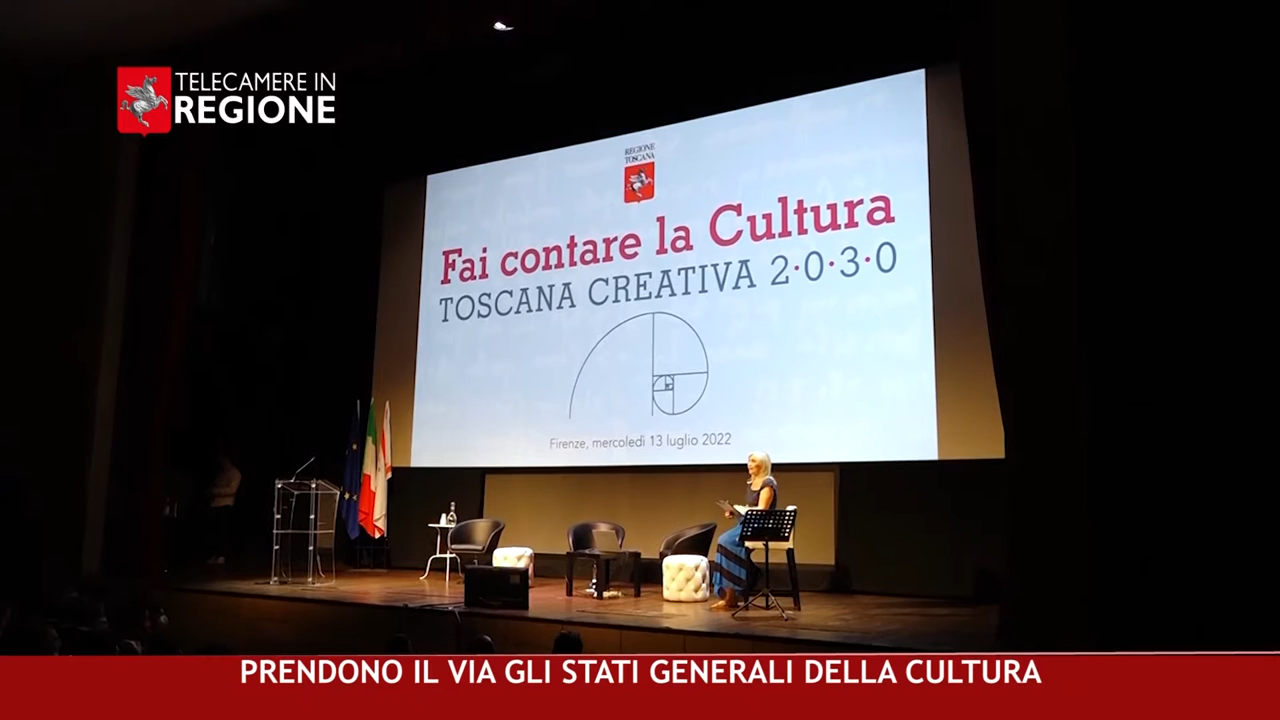 TELECAMERE IN
REGIONE
REGIONE
TOSCANA
Fai contare la Cultura
TOSCANA CREATIVA 2·0·3·0
Firenze, mercoledì 13 luglio 2022
PRENDONO IL VIA GLI STATI GENERALI DELLA CULTURA